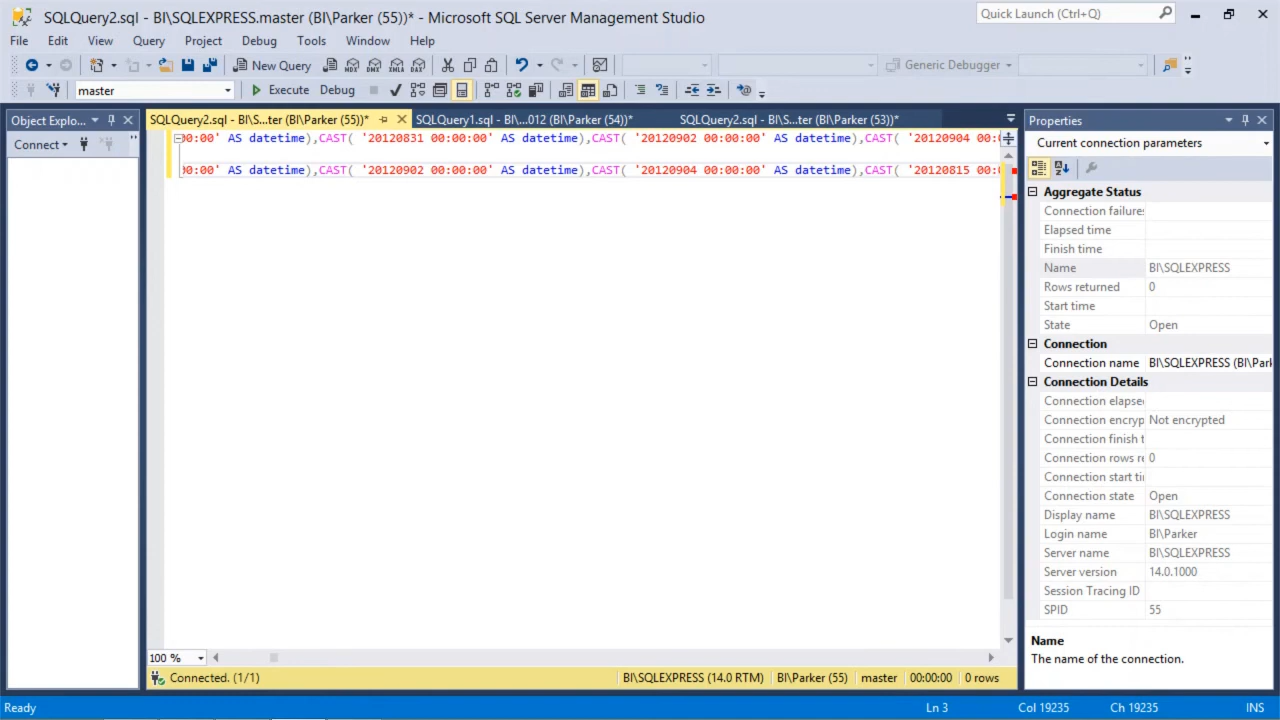 SQLQuery2.sql - BI\SQLEXPRESS.master (BI\Parker (55))* - Microsoft SQL Server Management Studio
Quick Launch (Ctrl+Q)
File Edit View Query Project Debug Tools Window Help
New Query MDX DMX XMLA DAX Generic Debugger
master Execute Debug
Object Explo... SQLQuery2.sql - BI\S...ter (BI\Parker (55))* SQLQuery1.sql - BI\...012 (BI\Parker (54))* SQLQuery2.sql - BI\S...ter (BI\Parker (53))* Properties
Connect
00:00' AS datetime),CAST( '20120831 00:00:00' AS datetime),CAST( '20120902 00:00:00' AS datetime),CAST( '20120904 00:
00:00' AS datetime),CAST( '20120902 00:00:00' AS datetime),CAST( '20120904 00:00:00' AS datetime),CAST( '20120815 00:
Current connection parameters
Aggregate Status
Connection failures
Elapsed time
Finish time
Name BI\SQLEXPRESS
Rows returned 0
Start time
State Open
Connection
Connection name BI\SQLEXPRESS (BI\Park
Connection Details
Connection elapsed
Connection encryp Not encrypted
Connection finish t
Connection rows re 0
Connection start tir
Connection state Open
Display name BI\SQLEXPRESS
Login name BI\Parker
Server name BI\SQLEXPRESS
Server version 14.0.1000
Session Tracing ID
SPID 55
Name
The name of the connection.
100 %
Connected. (1/1) BI\SQLEXPRESS (14.0 RTM) BI\Parker (55) master 00:00:00 0 rows
Ready Ln 3 Col 19235 Ch 19235 INS